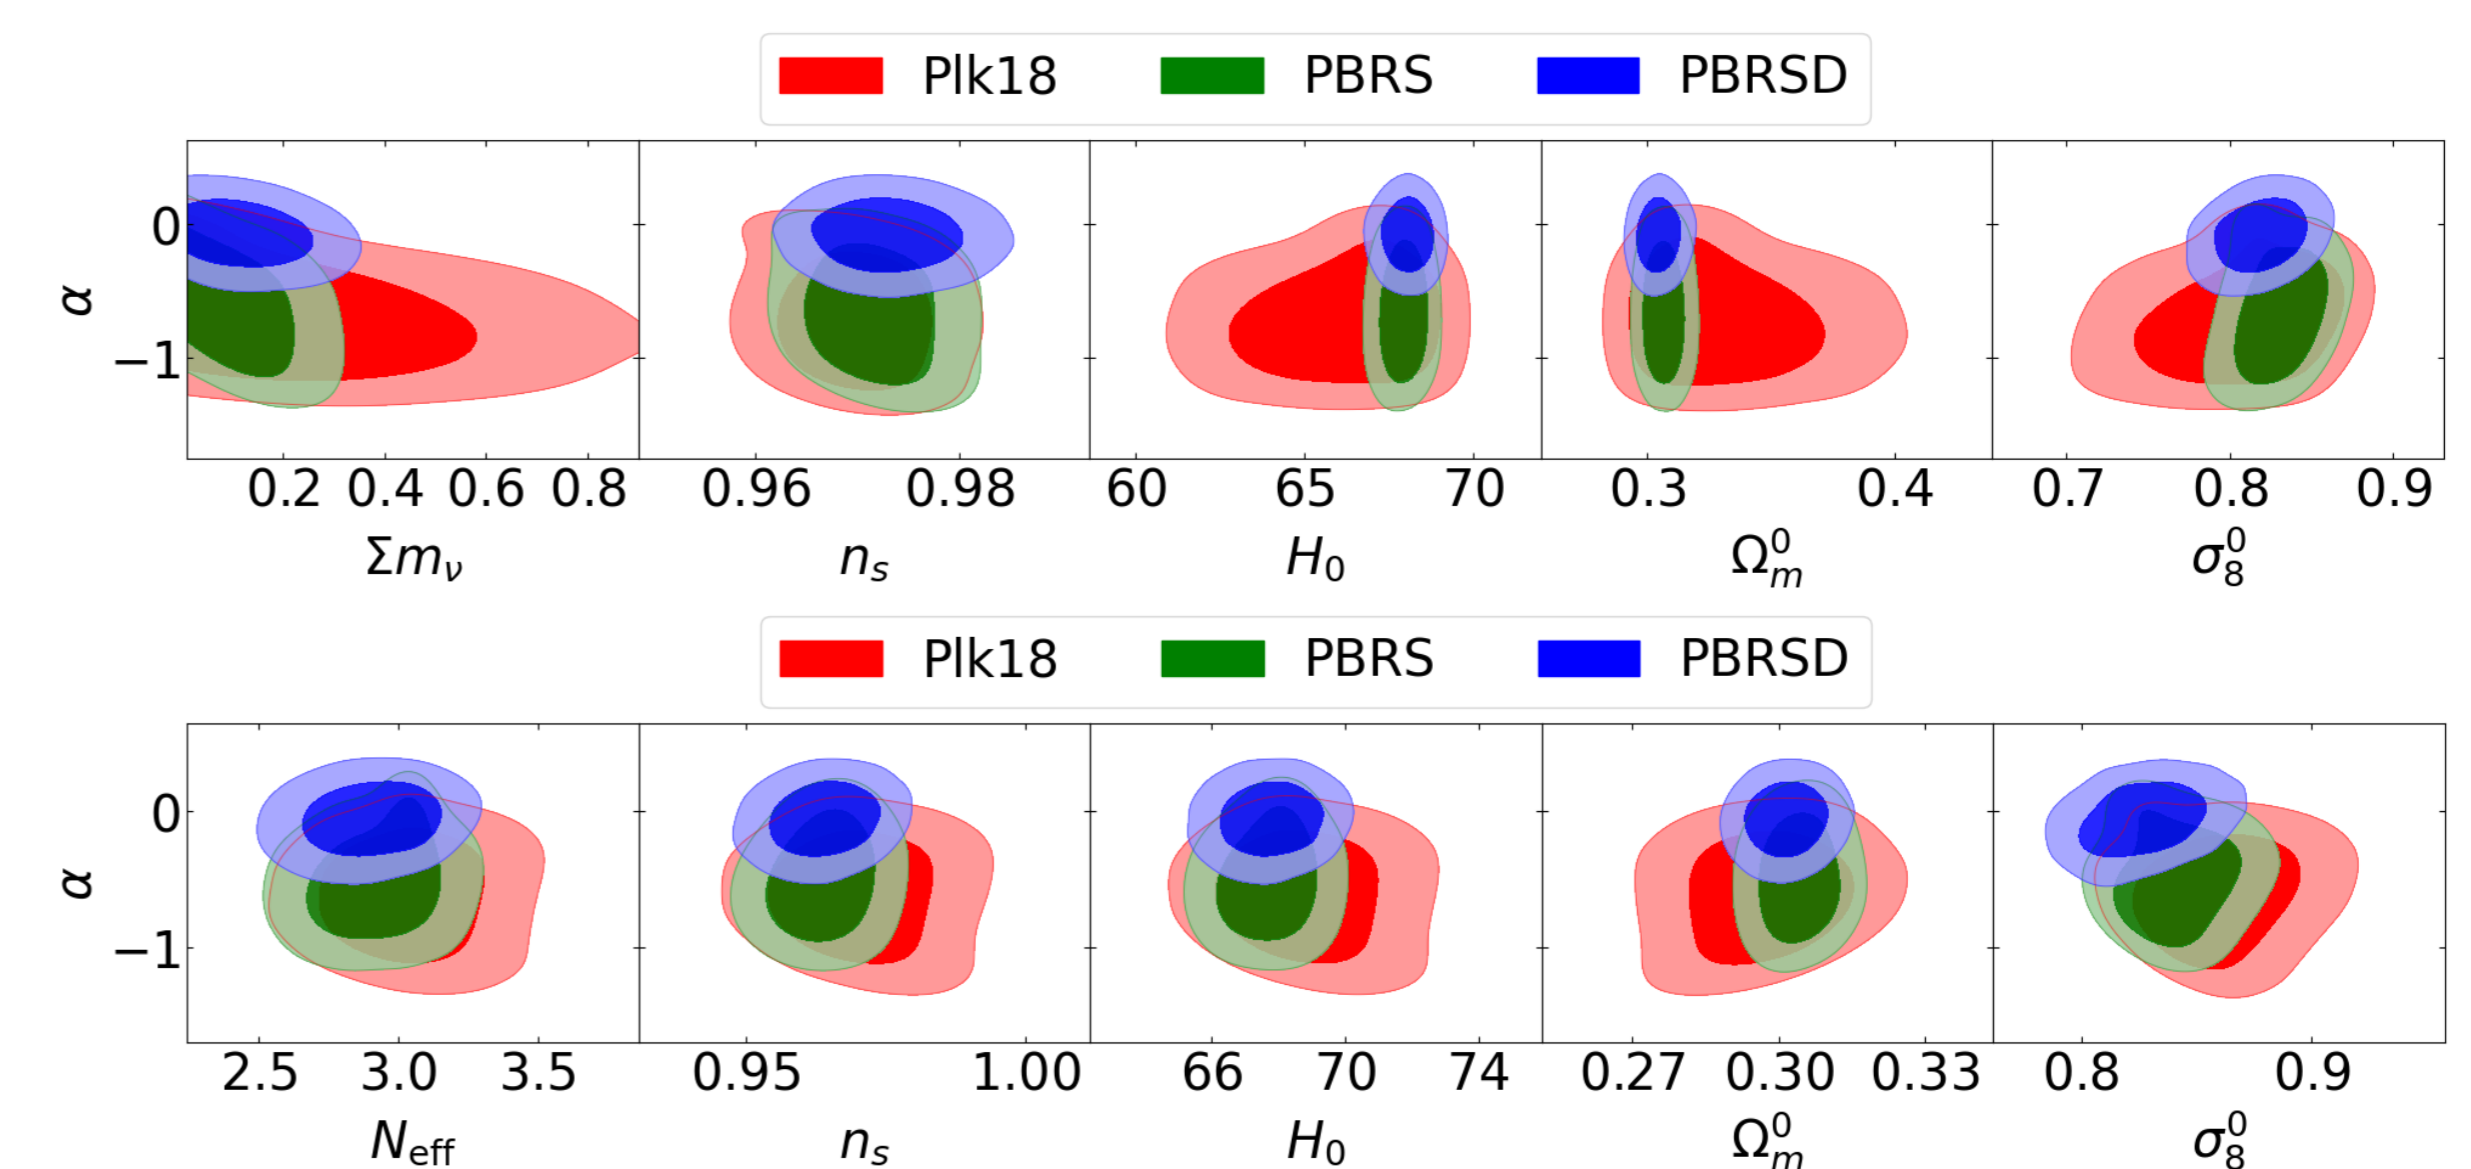 Plk18 PBRS PBRSD
α
0
−1
0.2 0.4 0.6 0.8 0.96 0.98 60 65 70 0.3 0.4 0.7 0.8 0.9
Σm_ν n_s H_0 Ω_m^0 σ_8^0
Plk18 PBRS PBRSD
α
0
−1
2.5 3.0 3.5 0.95 1.00 66 70 74 0.27 0.30 0.33 0.8 0.9
N_eff n_s H_0 Ω_m^0 σ_8^0